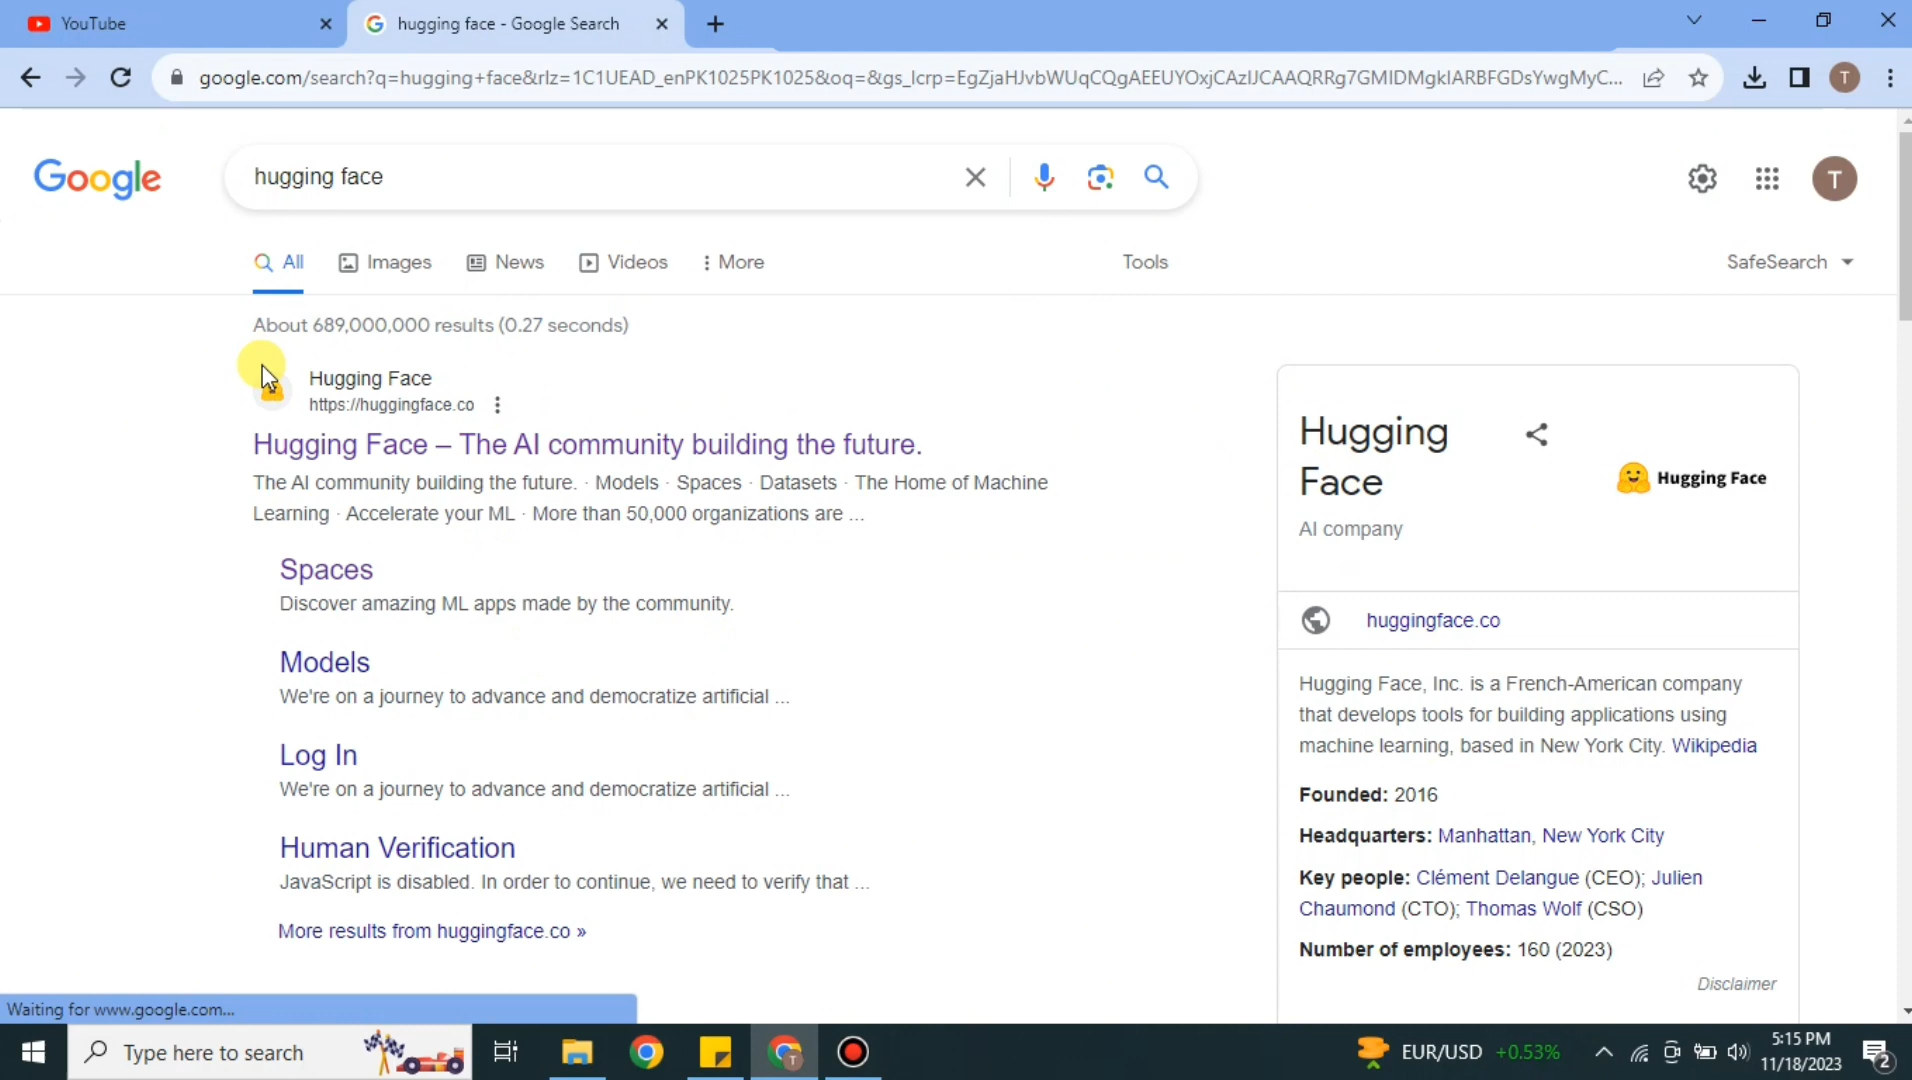 YouTube
hugging face - Google Search
google.com/search?q=hugging+face&rlz=1C1UEAD_enPK1025PK1025&oq=&gs_lcrp=EgZjaHJvbWUqCQgAEEUYOxjCAzIJCAAQRRg7GMIDMgkIARBFGDsYwgMyC...
T
Google
hugging face
T
All
Images
News
Videos
More
Tools
SafeSearch
About 689,000,000 results (0.27 seconds)
Hugging Face
https://huggingface.co
Hugging Face – The AI community building the future.
The AI community building the future. · Models · Spaces · Datasets · The Home of Machine
Learning · Accelerate your ML · More than 50,000 organizations are ...
Spaces
Discover amazing ML apps made by the community.
Models
We're on a journey to advance and democratize artificial ...
Log In
We're on a journey to advance and democratize artificial ...
Human Verification
JavaScript is disabled. In order to continue, we need to verify that ...
More results from huggingface.co »
Hugging
Face
AI company
Hugging Face
huggingface.co
Hugging Face, Inc. is a French-American company
that develops tools for building applications using
machine learning, based in New York City. Wikipedia
Founded: 2016
Headquarters: Manhattan, New York City
Key people: Clément Delangue (CEO); Julien
Chaumond (CTO); Thomas Wolf (CSO)
Number of employees: 160 (2023)
Disclaimer
Waiting for www.google.com...
Type here to search
T
EUR/USD +0.53%
5:15 PM
11/18/2023
2